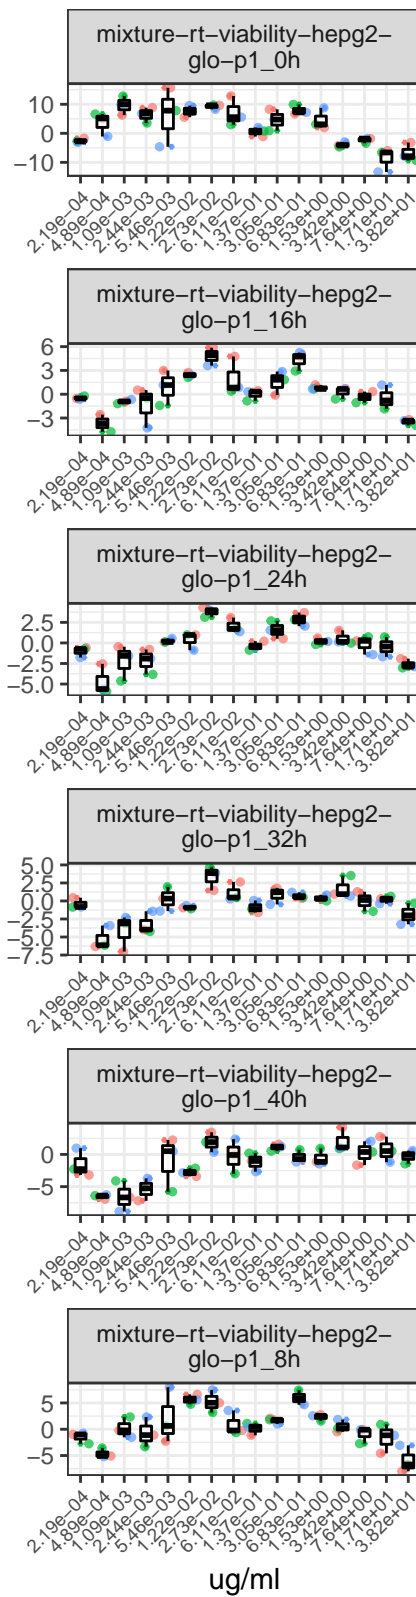 mixture−rt−viability−hepg2−
glo−p1_0h
10
0
−10
2.19e−04
4.89e−04
1.09e−03
2.44e−03
5.46e−03
1.22e−02
2.73e−02
6.11e−02
1.37e−01
3.05e−01
6.83e−01
1.53e+00
3.42e+00
7.64e+00
1.71e+01
3.82e+01
mixture−rt−viability−hepg2−
glo−p1_16h
6
3
0
−3
2.19e−04
4.89e−04
1.09e−03
2.44e−03
5.46e−03
1.22e−02
2.73e−02
6.11e−02
1.37e−01
3.05e−01
6.83e−01
1.53e+00
3.42e+00
7.64e+00
1.71e+01
3.82e+01
mixture−rt−viability−hepg2−
glo−p1_24h
2.5
0.0
−2.5
−5.0
2.19e−04
4.89e−04
1.09e−03
2.44e−03
5.46e−03
1.22e−02
2.73e−02
6.11e−02
1.37e−01
3.05e−01
6.83e−01
1.53e+00
3.42e+00
7.64e+00
1.71e+01
3.82e+01
mixture−rt−viability−hepg2−
glo−p1_32h
5.0
2.5
0.0
−2.5
−5.0
−7.5
2.19e−04
4.89e−04
1.09e−03
2.44e−03
5.46e−03
1.22e−02
2.73e−02
6.11e−02
1.37e−01
3.05e−01
6.83e−01
1.53e+00
3.42e+00
7.64e+00
1.71e+01
3.82e+01
mixture−rt−viability−hepg2−
glo−p1_40h
0
−5
2.19e−04
4.89e−04
1.09e−03
2.44e−03
5.46e−03
1.22e−02
2.73e−02
6.11e−02
1.37e−01
3.05e−01
6.83e−01
1.53e+00
3.42e+00
7.64e+00
1.71e+01
3.82e+01
mixture−rt−viability−hepg2−
glo−p1_8h
5
0
−5
2.19e−04
4.89e−04
1.09e−03
2.44e−03
5.46e−03
1.22e−02
2.73e−02
6.11e−02
1.37e−01
3.05e−01
6.83e−01
1.53e+00
3.42e+00
7.64e+00
1.71e+01
3.82e+01
ug/ml